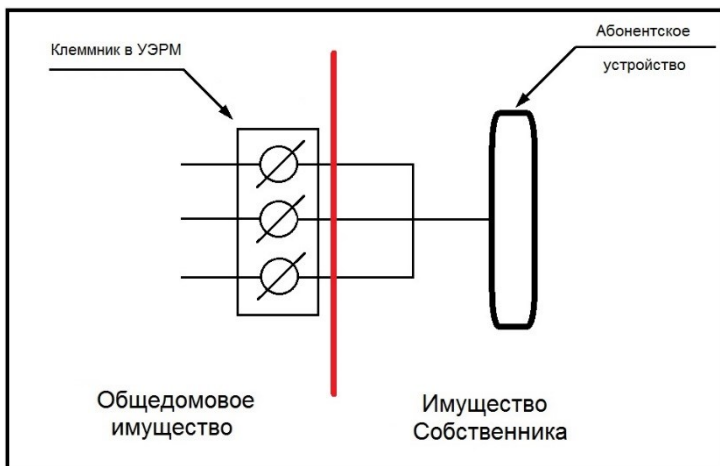 Клеммник в УЭРМ
Абонентское
устройство
Общедомовое
имущество
Имущество
Собственника